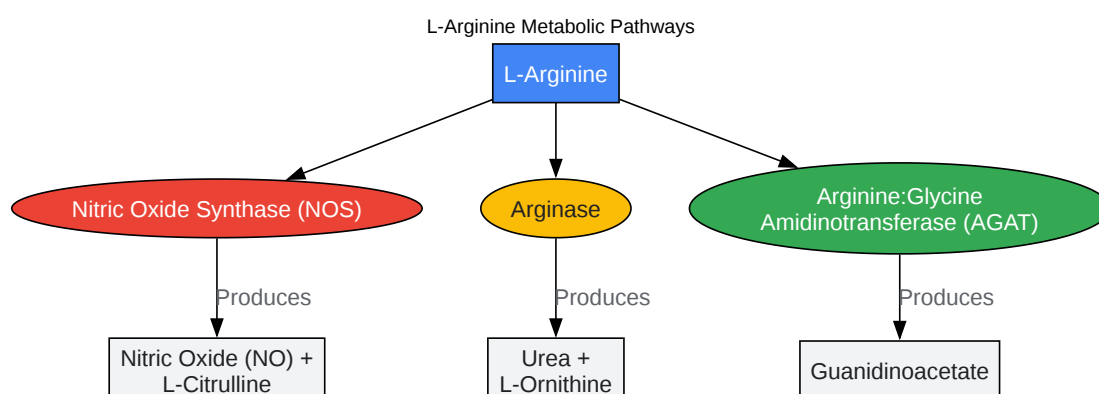 L-Arginine Metabolic Pathways
L-Arginine
Nitric Oxide Synthase (NOS)
Arginase
Arginine:Glycine
Amidinotransferase (AGAT)
Produces
Produces
Produces
Nitric Oxide (NO) +
L-Citrulline
Urea +
L-Ornithine
Guanidinoacetate